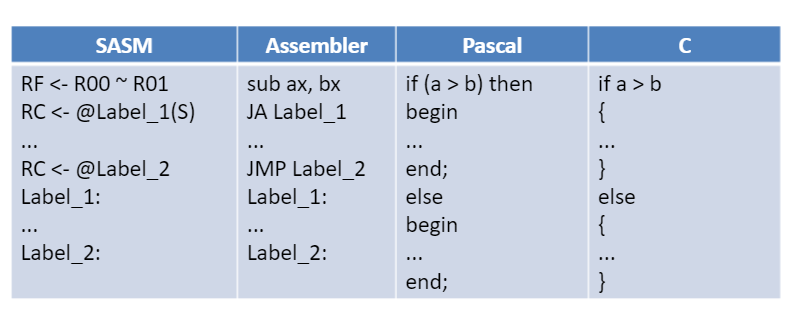 SASM
Assembler
Pascal
C
RF <- R00 ~ R01
RC <- @Label_1(S)
...
RC <- @Label_2
Label_1:
...
Label_2:
sub ax, bx
JA Label_1
...
JMP Label_2
Label_1:
...
Label_2:
if (a > b) then
begin
...
end;
else
begin
...
end;
if a > b
{
...
}
else
{
...
}